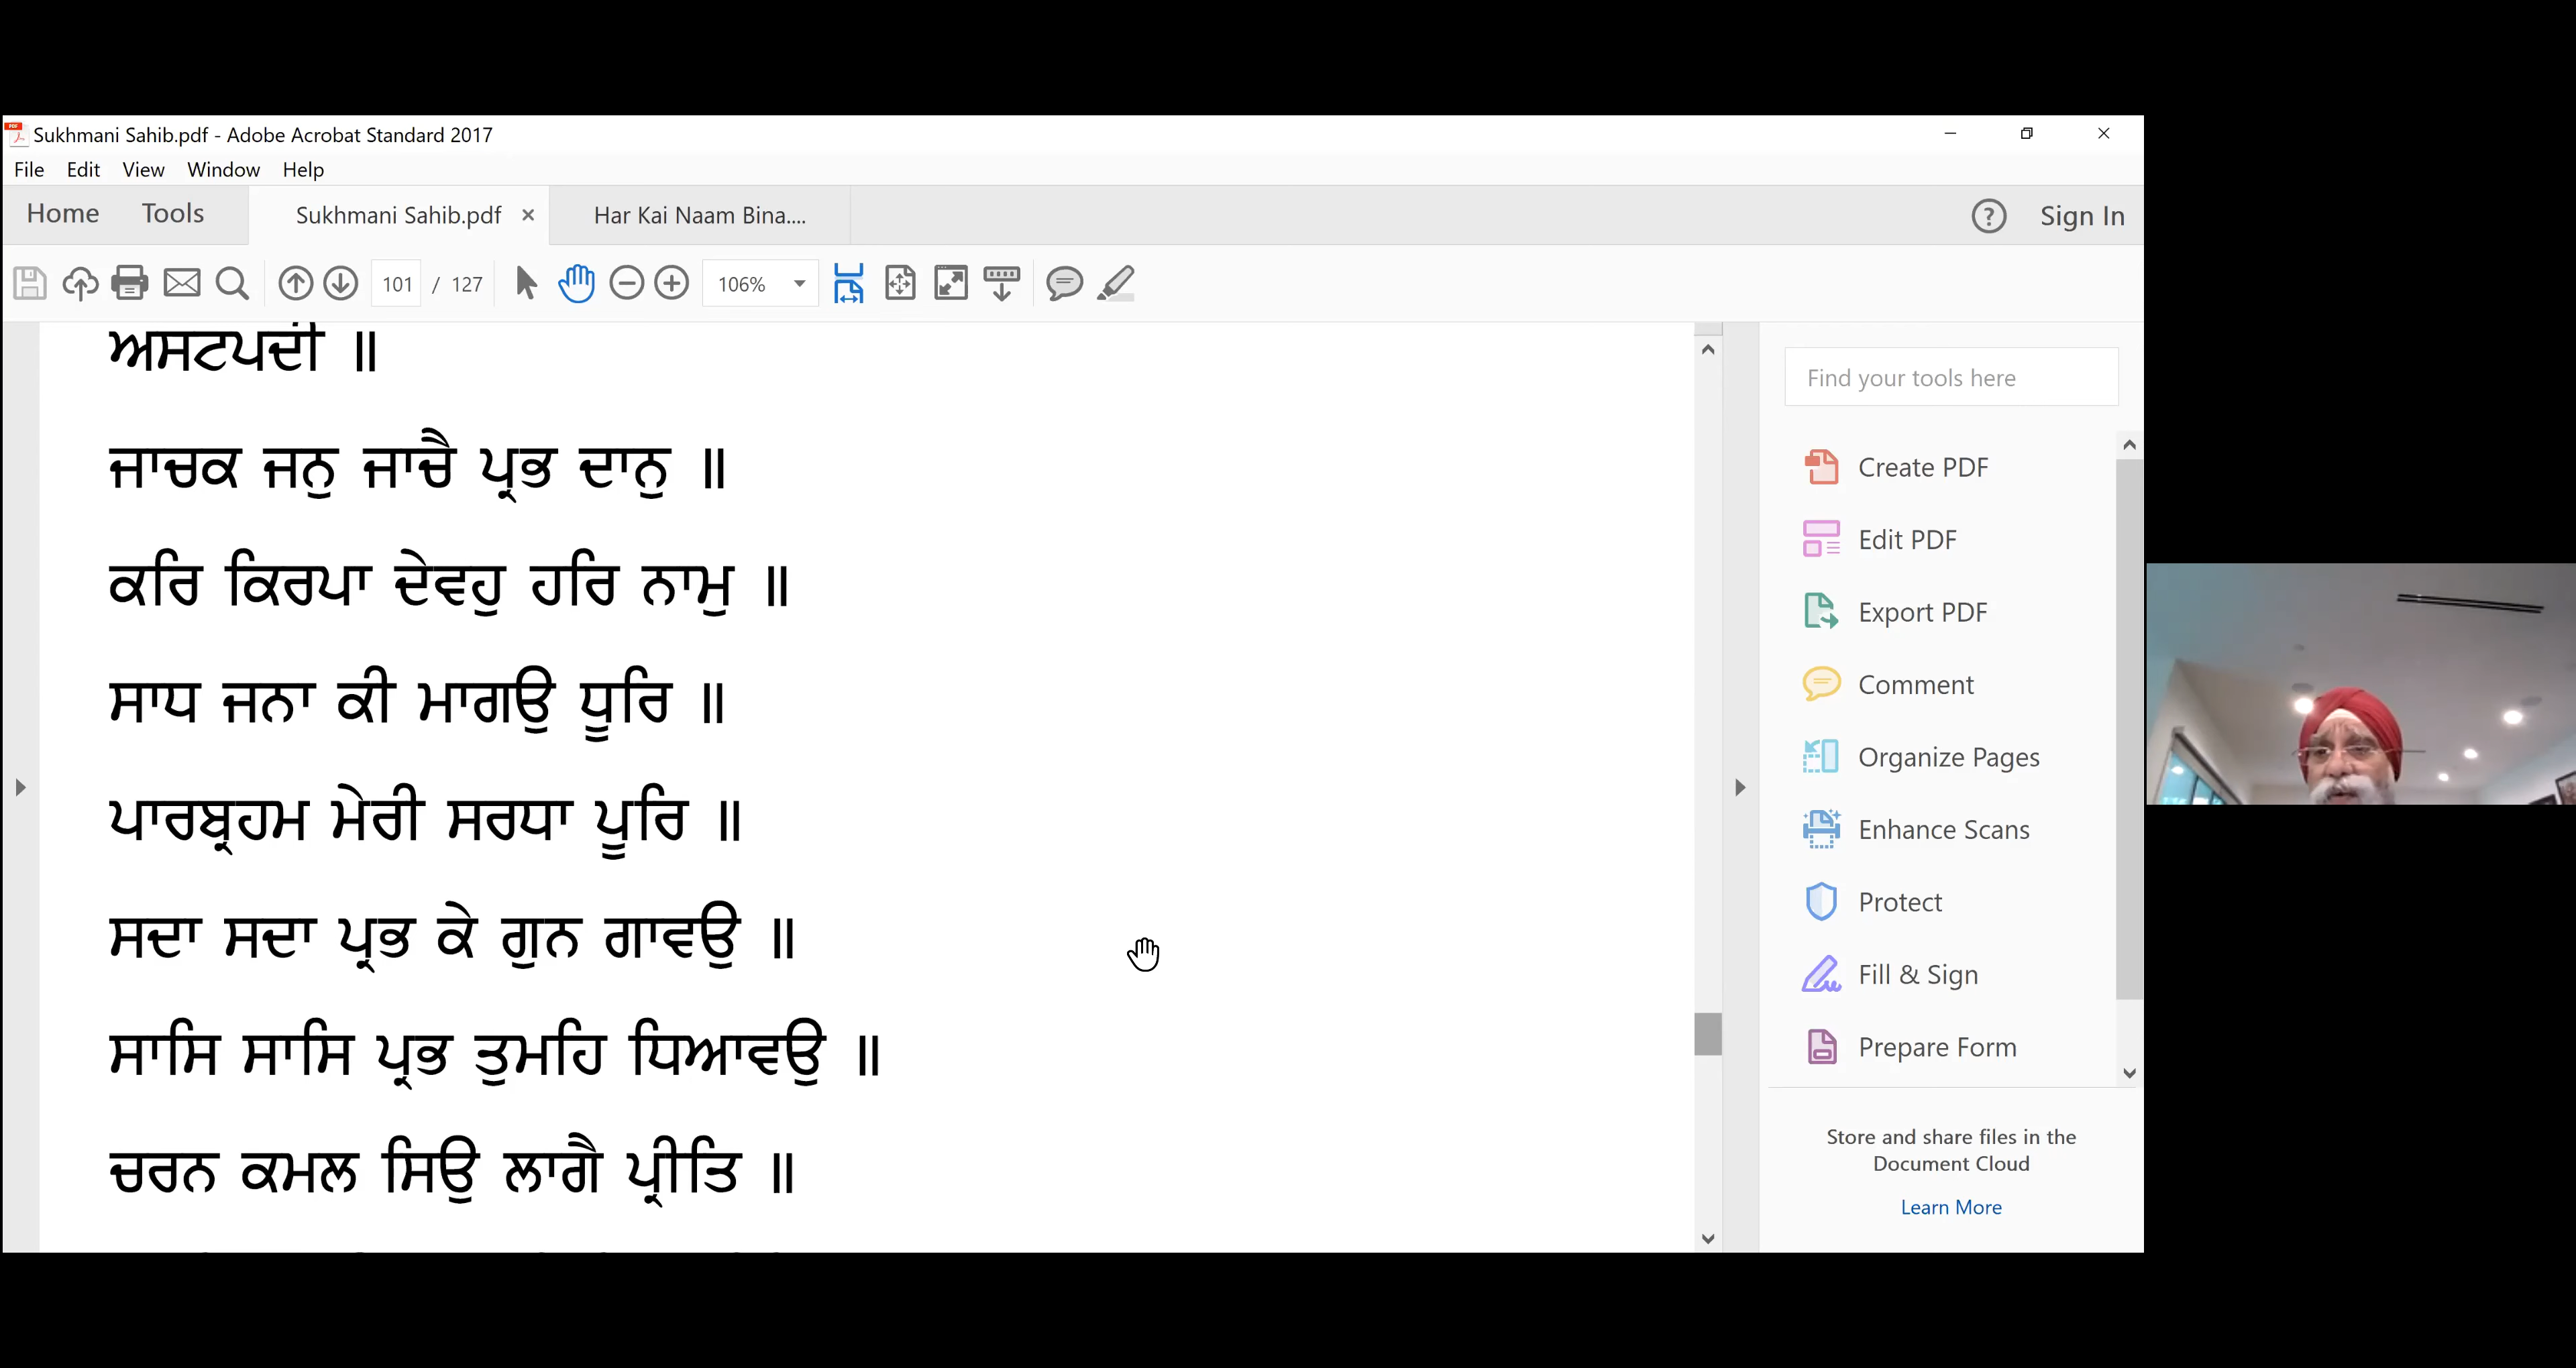 Sukhmani Sahib.pdf - Adobe Acrobat Standard 2017
File Edit View Window Help
Home Tools Sukhmani Sahib.pdf × Har Kai Naam Bina.... ? Sign In
101 / 127 106%
ਅਸਟਪਦੀ ॥
ਜਾਚਕ ਜਨੁ ਜਾਚੈ ਪ੍ਰਭ ਦਾਨੁ ॥
ਕਰਿ ਕਿਰਪਾ ਦੇਵਹੁ ਹਰਿ ਨਾਮੁ ॥
ਸਾਧ ਜਨਾ ਕੀ ਮਾਗਉ ਧੂਰਿ ॥
ਪਾਰਬ੍ਰਹਮ ਮੇਰੀ ਸਰਧਾ ਪੂਰਿ ॥
ਸਦਾ ਸਦਾ ਪ੍ਰਭ ਕੇ ਗੁਨ ਗਾਵਉ ॥
ਸਾਸਿ ਸਾਸਿ ਪ੍ਰਭ ਤੁਮਹਿ ਧਿਆਵਉ ॥
ਚਰਨ ਕਮਲ ਸਿਉ ਲਾਗੈ ਪ੍ਰੀਤਿ ॥
Find your tools here
Create PDF
Edit PDF
Export PDF
Comment
Organize Pages
Enhance Scans
Protect
Fill & Sign
Prepare Form
Store and share files in the
Document Cloud
Learn More